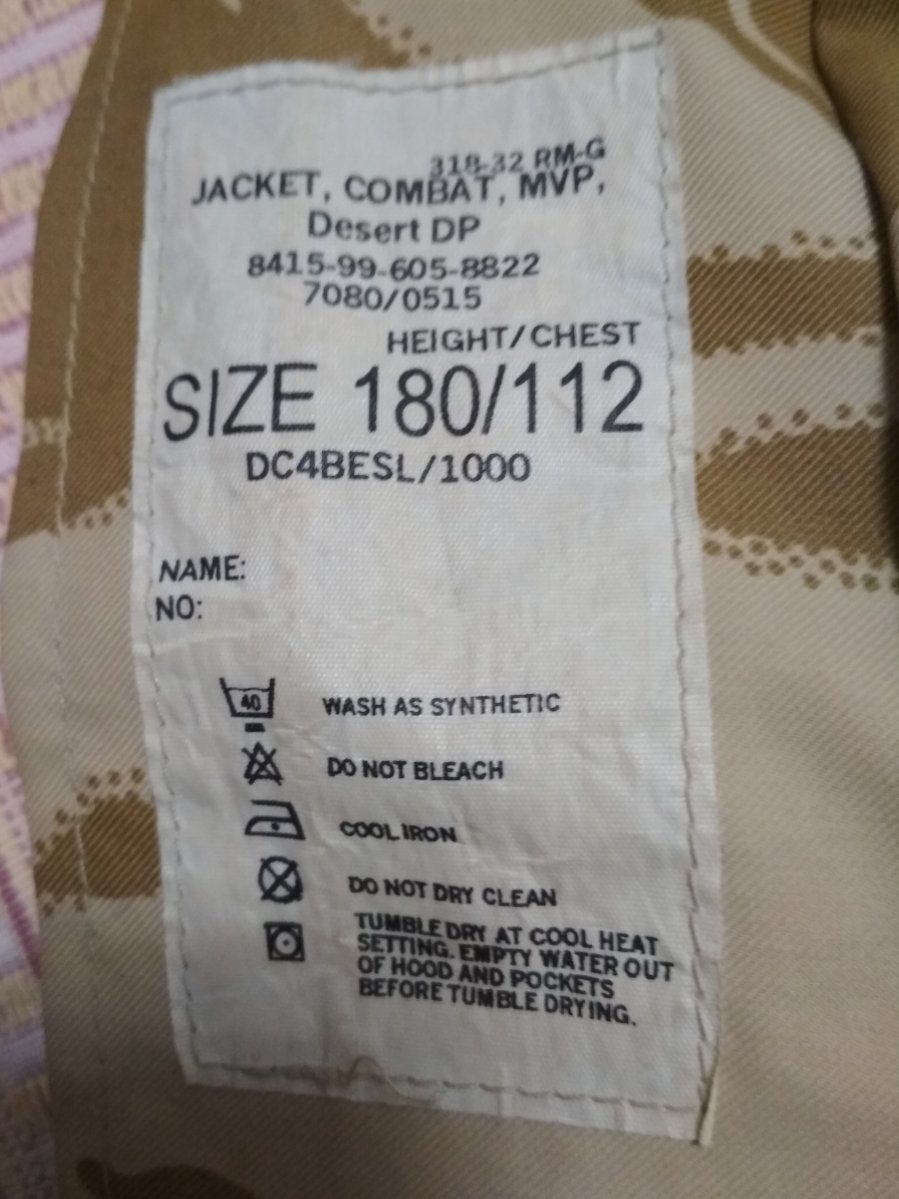 318-32 RM-G
JACKET, COMBAT, MVP,
Desert DP
8415-99-605-8822
7080/0515
HEIGHT/CHEST
SIZE 180/112
DC4BESL/1000
NAME:
NO:
40 WASH AS SYNTHETIC
DO NOT BLEACH
COOL IRON
DO NOT DRY CLEAN
TUMBLE DRY AT COOL HEAT
SETTING. EMPTY WATER OUT
OF HOOD AND POCKETS
BEFORE TUMBLE DRYING.